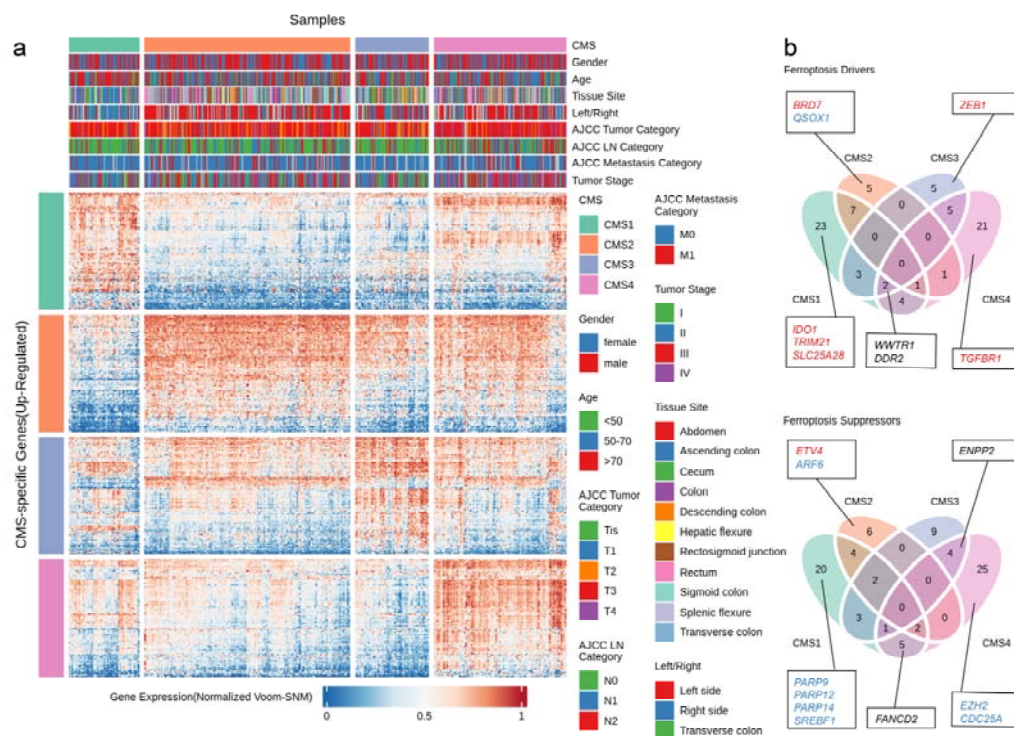 Samples
a
CMS
Gender
Age
Tissue Site
Left/Right
AJCC Tumor Category
AJCC LN Category
AJCC Metastasis Category
Tumor Stage
CMS-specific Genes(Up-Regulated)
Gene Expression(Normalized Voom-SNM)
0
0.5
1
CMS
CMS1
CMS2
CMS3
CMS4
Gender
female
male
Age
<50
50-70
>70
AJCC Tumor
Category
Tis
T1
T2
T3
T4
AJCC LN
Category
N0
N1
N2
AJCC Metastasis
Category
M0
M1
Tumor Stage
I
II
III
IV
Tissue Site
Abdomen
Ascending colon
Cecum
Colon
Descending colon
Hepatic flexure
Rectosigmoid junction
Rectum
Sigmoid colon
Splenic flexure
Transverse colon
Left/Right
Left side
Right side
Transverse colon
b
Ferroptosis Drivers
BRD7
QSOX1
ZEB1
CMS2
CMS3
5
5
0
7
5
23
21
0
0
0
3
1
2
1
4
CMS1
CMS4
IDO1
TRIM21
SLC25A28
WWTR1
DDR2
TGFBR1
Ferroptosis Suppressors
ETV4
ARF6
ENPP2
CMS2
CMS3
6
9
0
4
4
20
25
2
0
0
3
0
1
2
5
CMS1
CMS4
PARP9
PARP12
PARP14
SREBF1
FANCD2
EZH2
CDC25A